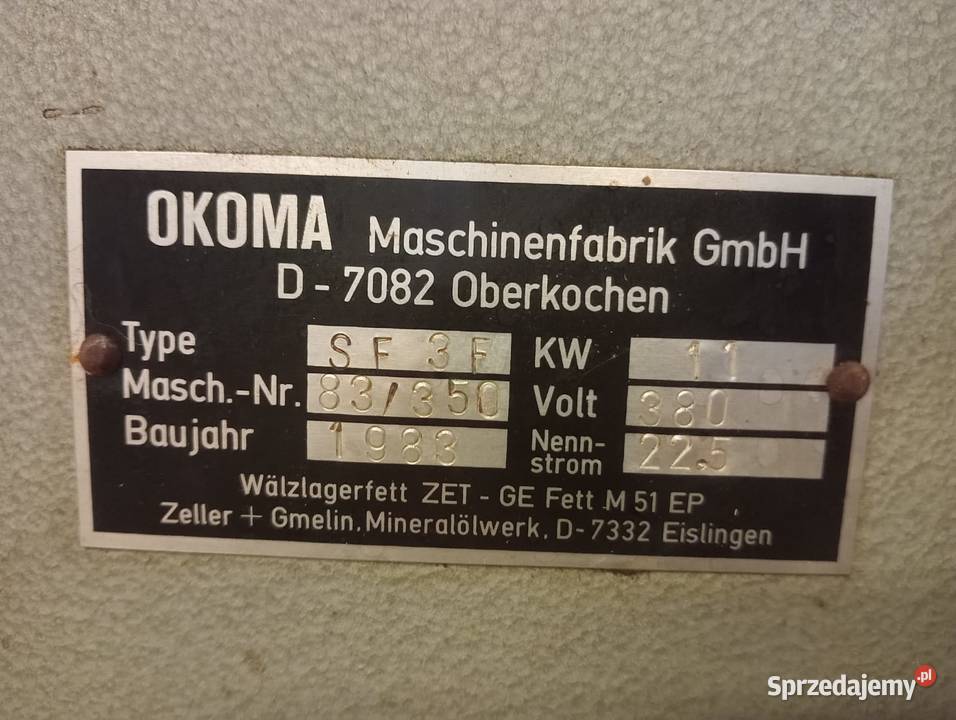 OKOMA Maschinenfabrik GmbH
D - 7082 Oberkochen
Type SF 3F KW 11
Masch.-Nr. 83/350 Volt 380
Baujahr 1983 Nenn-
strom 22.5
Wälzlagerfett ZET - GE Fett M 51 EP
Zeller + Gmelin, Mineralölwerk, D-7332 Eislingen
Sprzedajemy.pl